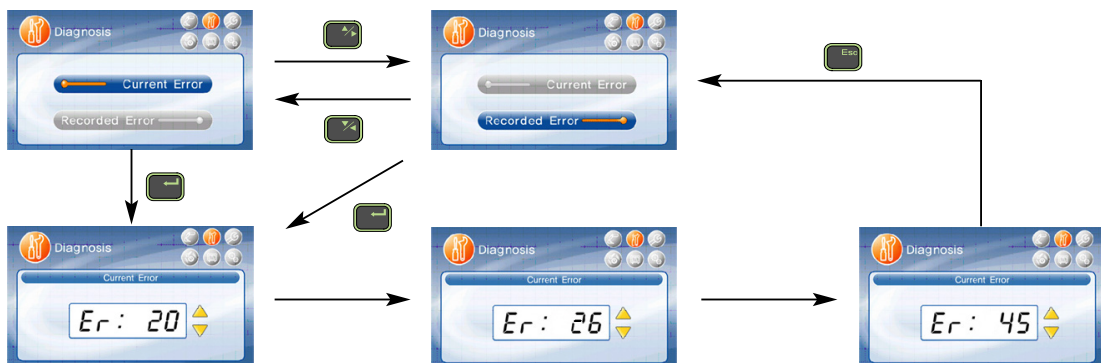 Diagnosis
Current Error
Recorded Error
Diagnosis
Current Error
Recorded Error
Esc
Diagnosis
Current Error
Er: 20
Diagnosis
Current Error
Er: 26
Diagnosis
Current Error
Er: 45